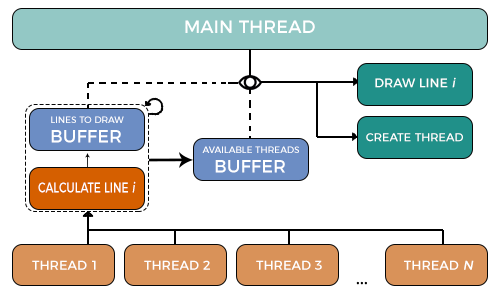 MAIN THREAD
DRAW LINE i
LINES TO DRAW
BUFFER
CREATE THREAD
AVAILABLE THREADS
BUFFER
CALCULATE LINE i
THREAD 1
THREAD 2
THREAD 3
...
THREAD N